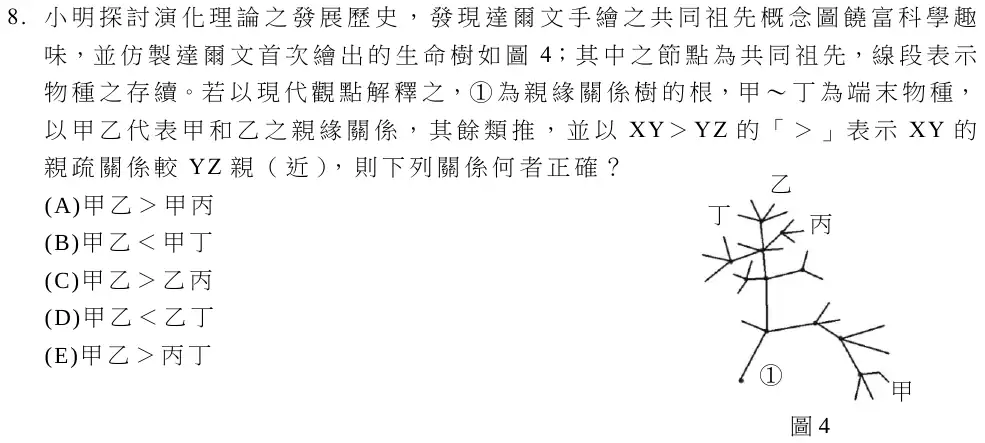 8. 小明探討演化理論之發展歷史，發現達爾文手繪之共同祖先概念圖饒富科學趣
味，並仿製達爾文首次繪出的生命樹如圖 4；其中之節點為共同祖先，線段表示
物種之存續。若以現代觀點解釋之，①為親緣關係樹的根，甲～丁為端末物種，
以甲乙代表甲和乙之親緣關係，其餘類推，並以 XY＞YZ 的「＞」表示 XY 的
親疏關係較 YZ 親（近），則下列關係何者正確？
(A)甲乙＞甲丙
(B)甲乙＜甲丁
(C)甲乙＞乙丙
(D)甲乙＜乙丁
(E)甲乙＞丙丁
乙
丁
丙
①
甲
圖 4